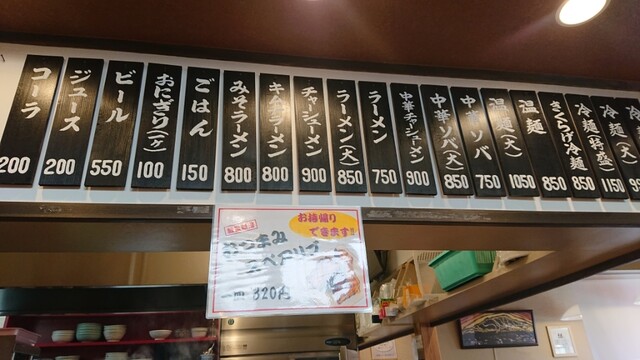 コーラ 200
ジュース 200
ビール 550
おにぎり(一ヶ) 100
ごはん 150
みそラーメン 800
キムチラーメン 800
チャーシューメン 900
ラーメン(大) 850
ラーメン 750
中華チャーシーメン 900
中華ソバ(大) 850
中華ソバ 750
温麺(大) 1050
温麺 850
きくらげ冷麺 850
冷麺特盛 1150
冷麺(大)
お持帰り
できます!!
320円